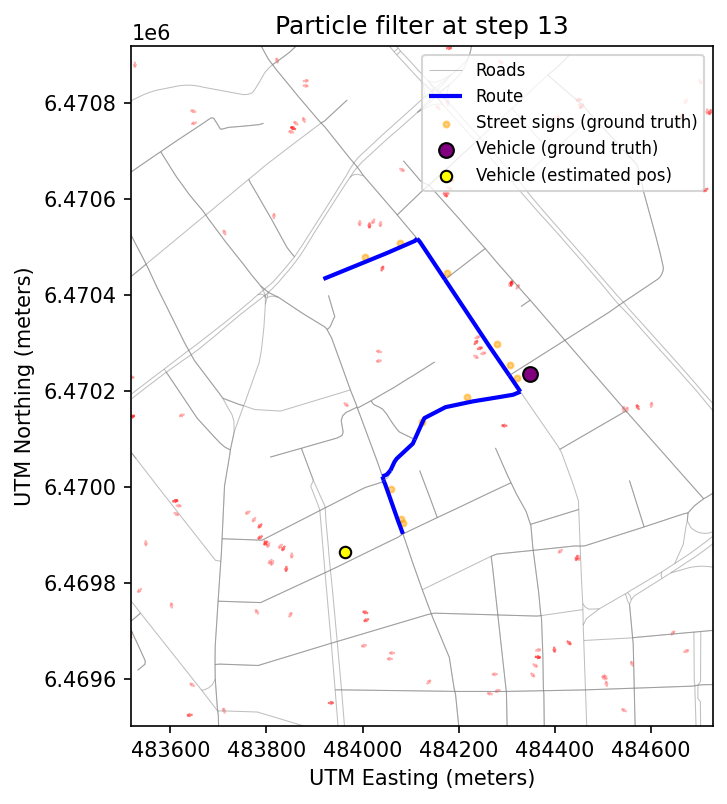 Particle filter at step 13
1e6
Roads
Route
Street signs (ground truth)
Vehicle (ground truth)
Vehicle (estimated pos)
6.4708
6.4706
6.4704
6.4702
6.4700
6.4698
6.4696
UTM Northing (meters)
483600 483800 484000 484200 484400 484600
UTM Easting (meters)